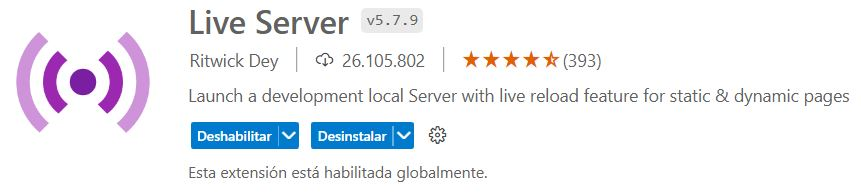 Live Server v5.7.9
Ritwick Dey 26.105.802 (393)
Launch a development local Server with live reload feature for static & dynamic pages
Deshabilitar Desinstalar
Esta extensión está habilitada globalmente.